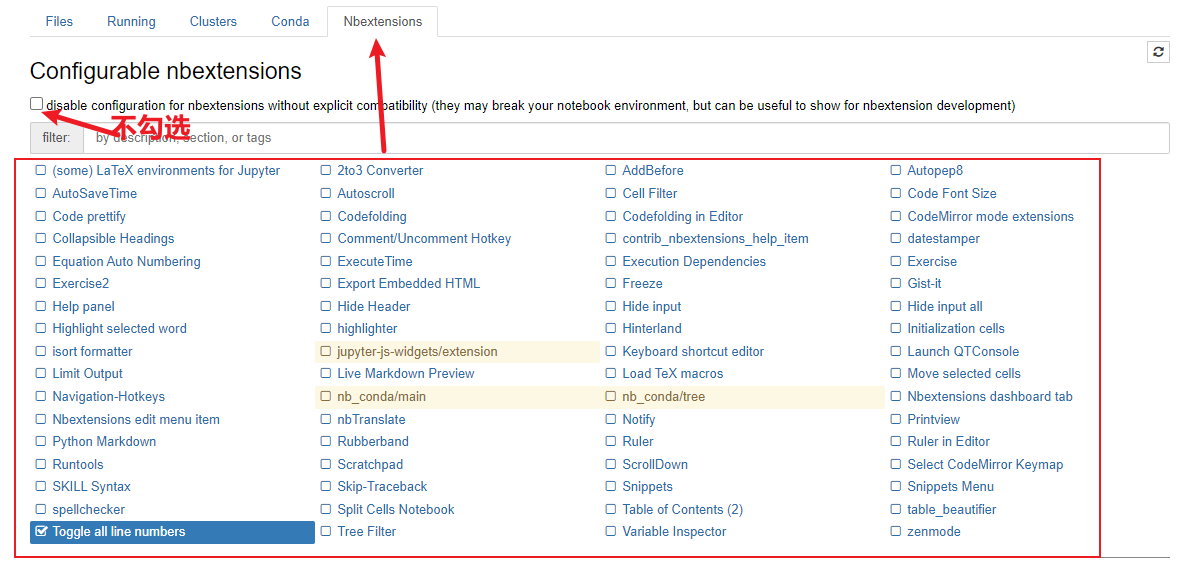 Files Running Clusters Conda Nbextensions
Configurable nbextensions
disable configuration for nbextensions without explicit compatibility (they may break your notebook environment, but can be useful to show for nbextension development)
不勾选
filter: by description, section, or tags
(some) LaTeX environments for Jupyter 2to3 Converter AddBefore Autopep8
AutoSaveTime Autoscroll Cell Filter Code Font Size
Code prettify Codefolding Codefolding in Editor CodeMirror mode extensions
Collapsible Headings Comment/Uncomment Hotkey contrib_nbextensions_help_item datestamper
Equation Auto Numbering ExecuteTime Execution Dependencies Exercise
Exercise2 Export Embedded HTML Freeze Gist-it
Help panel Hide Header Hide input Hide input all
Highlight selected word highlighter Hinterland Initialization cells
isort formatter jupyter-js-widgets/extension Keyboard shortcut editor Launch QTConsole
Limit Output Live Markdown Preview Load TeX macros Move selected cells
Navigation-Hotkeys nb_conda/main nb_conda/tree Nbextensions dashboard tab
Nbextensions edit menu item nbTranslate Notify Printview
Python Markdown Rubberband Ruler Ruler in Editor
Runtools Scratchpad ScrollDown Select CodeMirror Keymap
SKILL Syntax Skip-Traceback Snippets Snippets Menu
spellchecker Split Cells Notebook Table of Contents (2) table_beautifier
Toggle all line numbers Tree Filter Variable Inspector zenmode